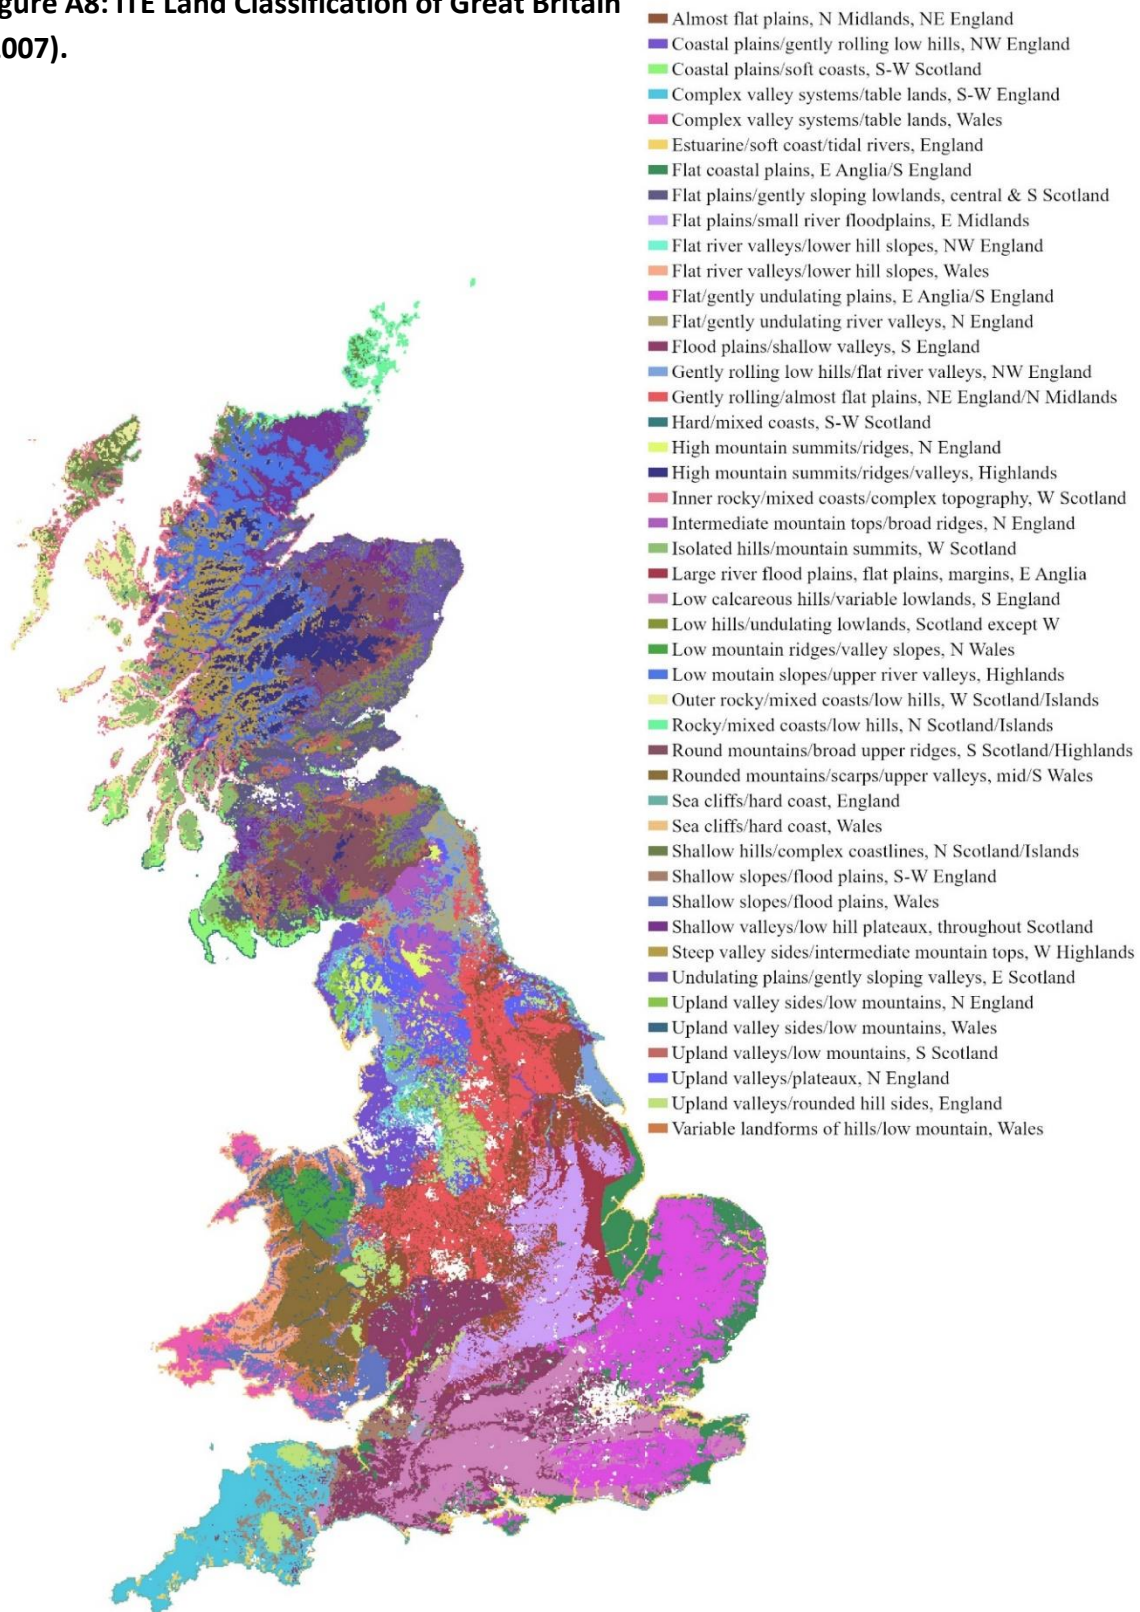 gure A8: ITE Land Classification of Great Britain
007).
Almost flat plains, N Midlands, NE England
Coastal plains/gently rolling low hills, NW England
Coastal plains/soft coasts, S-W Scotland
Complex valley systems/table lands, S-W England
Complex valley systems/table lands, Wales
Estuarine/soft coast/tidal rivers, England
Flat coastal plains, E Anglia/S England
Flat plains/gently sloping lowlands, central & S Scotland
Flat plains/small river floodplains, E Midlands
Flat river valleys/lower hill slopes, NW England
Flat river valleys/lower hill slopes, Wales
Flat/gently undulating plains, E Anglia/S England
Flat/gently undulating river valleys, N England
Flood plains/shallow valleys, S England
Gently rolling low hills/flat river valleys, NW England
Gently rolling/almost flat plains, NE England/N Midlands
Hard/mixed coasts, S-W Scotland
High mountain summits/ridges, N England
High mountain summits/ridges/valleys, Highlands
Inner rocky/mixed coasts/complex topography, W Scotland
Intermediate mountain tops/broad ridges, N England
Isolated hills/mountain summits, W Scotland
Large river flood plains, flat plains, margins, E Anglia
Low calcareous hills/variable lowlands, S England
Low hills/undulating lowlands, Scotland except W
Low mountain ridges/valley slopes, N Wales
Low moutain slopes/upper river valleys, Highlands
Outer rocky/mixed coasts/low hills, W Scotland/Islands
Rocky/mixed coasts/low hills, N Scotland/Islands
Round mountains/broad upper ridges, S Scotland/Highlands
Rounded mountains/scarps/upper valleys, mid/S Wales
Sea cliffs/hard coast, England
Sea cliffs/hard coast, Wales
Shallow hills/complex coastlines, N Scotland/Islands
Shallow slopes/flood plains, S-W England
Shallow slopes/flood plains, Wales
Shallow valleys/low hill plateaux, throughout Scotland
Steep valley sides/intermediate mountain tops, W Highlands
Undulating plains/gently sloping valleys, E Scotland
Upland valley sides/low mountains, N England
Upland valley sides/low mountains, Wales
Upland valleys/low mountains, S Scotland
Upland valleys/plateaux, N England
Upland valleys/rounded hill sides, England
Variable landforms of hills/low mountain, Wales